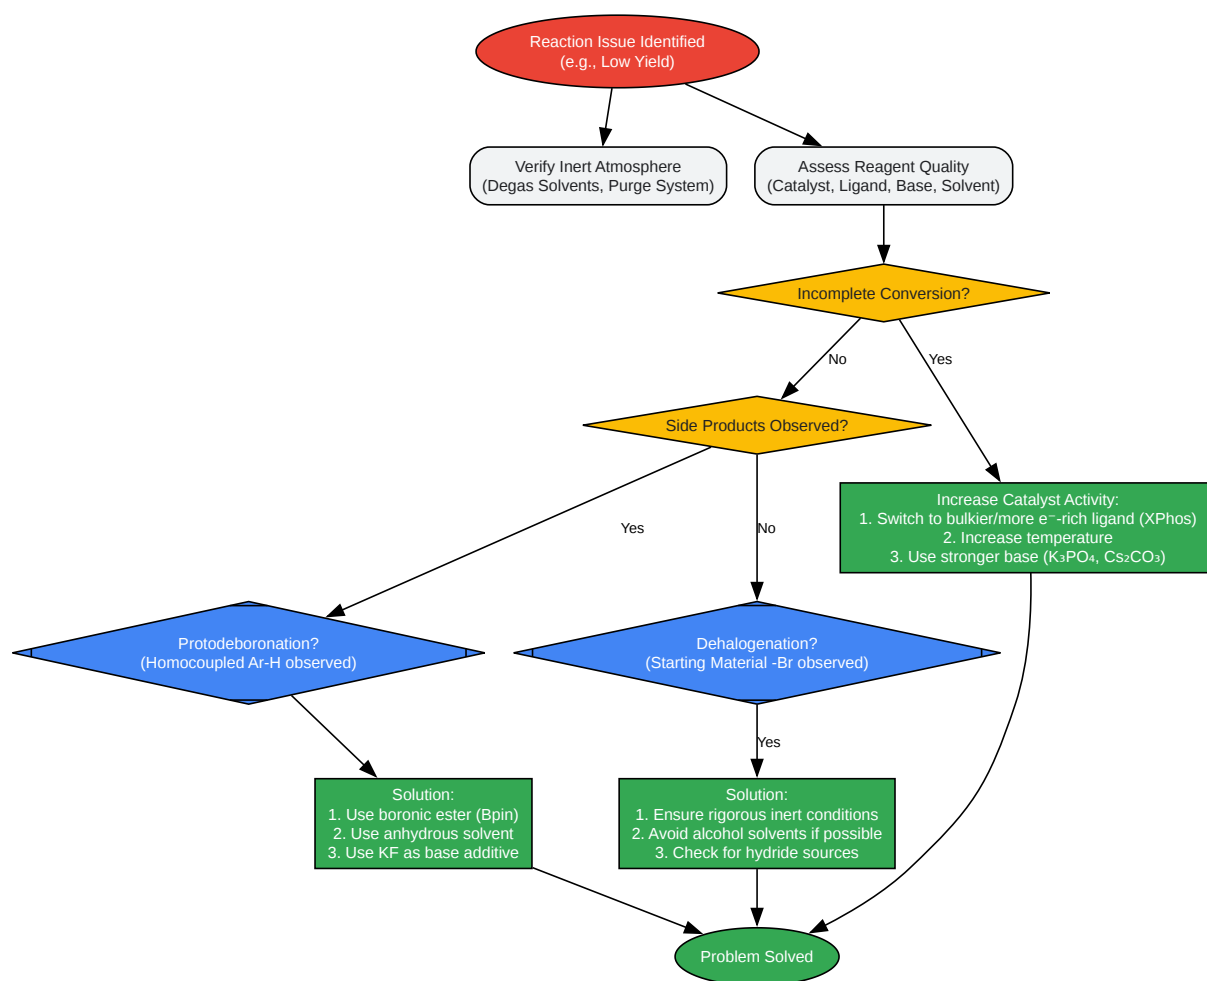 Reaction Issue Identified
(e.g., Low Yield)
Verify Inert Atmosphere
(Degas Solvents, Purge System)
Assess Reagent Quality
(Catalyst, Ligand, Base, Solvent)
Incomplete Conversion?
No
Yes
Side Products Observed?
Increase Catalyst Activity:
1. Switch to bulkier/more e⁻-rich ligand (XPhos)
2. Increase temperature
3. Use stronger base (K₃PO₄, Cs₂CO₃)
Yes
No
Protodeboronation?
(Homocoupled Ar-H observed)
Dehalogenation?
(Starting Material -Br observed)
Yes
Solution:
1. Use boronic ester (Bpin)
2. Use anhydrous solvent
3. Use KF as base additive
Solution:
1. Ensure rigorous inert conditions
2. Avoid alcohol solvents if possible
3. Check for hydride sources
Problem Solved